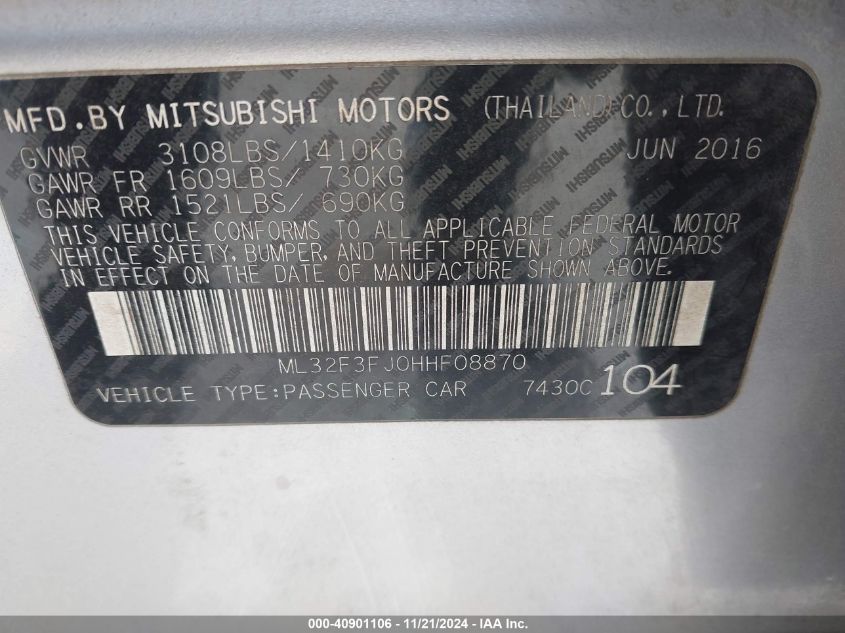 MFD.BY MITSUBISHI MOTORS (THAILAND) CO.,LTD.
GVWR 3108LBS/1410KG JUN 2016
GAWR FR 1609LBS/ 730KG
GAWR RR 1521LBS/ 690KG
THIS VEHICLE CONFORMS TO ALL APPLICABLE FEDERAL MOTOR
VEHICLE SAFETY, BUMPER, AND THEFT PREVENTION STANDARDS
IN EFFECT ON THE DATE OF MANUFACTURE SHOWN ABOVE.
ML32F3FJ0HHF08870
VEHICLE TYPE:PASSENGER CAR 7430C 104
000-40901106 - 11/21/2024 - IAA Inc.